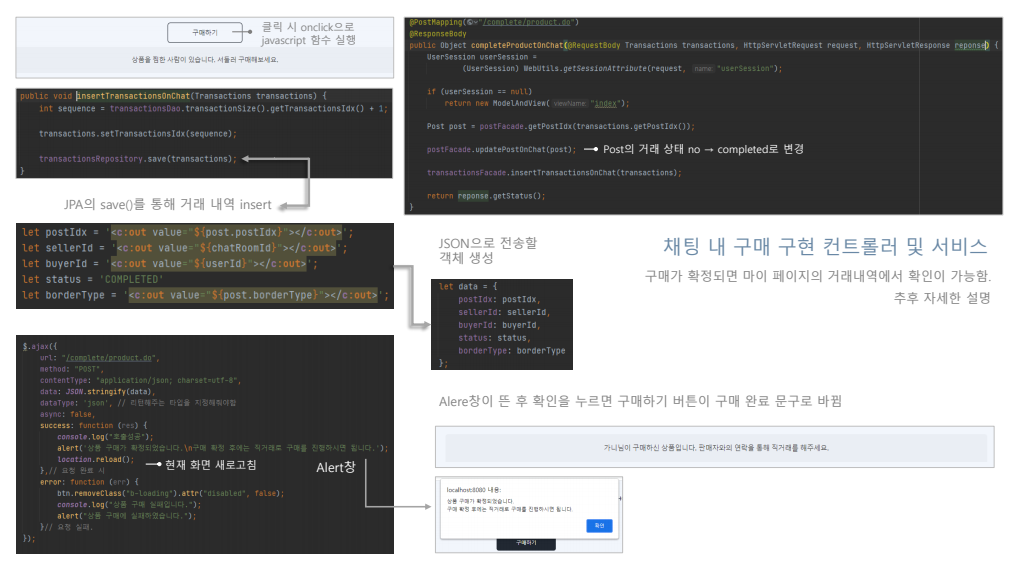 구매하기
클릭 시 onclick으로
javascript 함수 실행
상품을 찜한 사람이 있습니다. 서둘러 구매해보세요.
public void insertTransactionsOnChat(Transactions transactions) {
int sequence = transactionsDao.transactionSize().getTransactionsIdx() + 1;
transactions.setTransactionsIdx(sequence);
transactionsRepository.save(transactions);
}
JPA의 save()를 통해 거래 내역 insert
@PostMapping("/complete/product.do")
@ResponseBody
public Object completeProductOnChat(@RequestBody Transactions transactions, HttpServletRequest request, HttpServletResponse reponse) {
UserSession userSession =
(UserSession) WebUtils.getSessionAttribute(request, name: "userSession");
if (userSession == null)
return new ModelAndView( viewName: "index");
Post post = postFacade.getPostIdx(transactions.getPostIdx());
postFacade.updatePostOnChat(post);
Post의 거래 상태 no → completed로 변경
transactionsFacade.insertTransactionsOnChat(transactions);
return reponse.getStatus();
}
let postIdx = '<c:out value="${post.postIdx}"></c:out>';
let sellerId = '<c:out value="${chatRoomId}"></c:out>';
let buyerId = '<c:out value="${userId}"></c:out>';
let status = 'COMPLETED'
let borderType = '<c:out value="${post.borderType}"></c:out>';
JSON으로 전송할
객체 생성
let data = {
postIdx: postIdx,
sellerId: sellerId,
buyerId: buyerId,
status: status,
borderType: borderType
};
채팅 내 구매 구현 컨트롤러 및 서비스
구매가 확정되면 마이 페이지의 거래내역에서 확인이 가능함.
추후 자세한 설명
$.ajax({
url: "/complete/product.do",
method: "POST",
contentType: "application/json; charset=utf-8",
data: JSON.stringify(data),
dataType: 'json', // 리턴해주는 타입을 지정해줘야함
async: false,
success: function (res) {
console.log("호출성공");
alert('상품 구매가 확정되었습니다.\n구매 확정 후에는 직거래로 구매를 진행하시면 됩니다.');
location.reload();
현재 화면 새로고침
},// 요청 완료 시
Alert창
error: function (err) {
btn.removeClass("b-loading").attr("disabled", false);
console.log("상품 구매 실패입니다.");
alert("상품 구매에 실패하였습니다.");
}// 요청 실패.
});
Alere창이 뜬 후 확인을 누르면 구매하기 버튼이 구매 완료 문구로 바뀜
가니님이 구매하신 상품입니다. 판매자와의 연락을 통해 직거래를 해주세요.
localhost:8080 내용:
상품 구매가 확정되었습니다.
구매 확정 후에는 직거래로 구매를 진행하시면 됩니다.
확인
구매하기